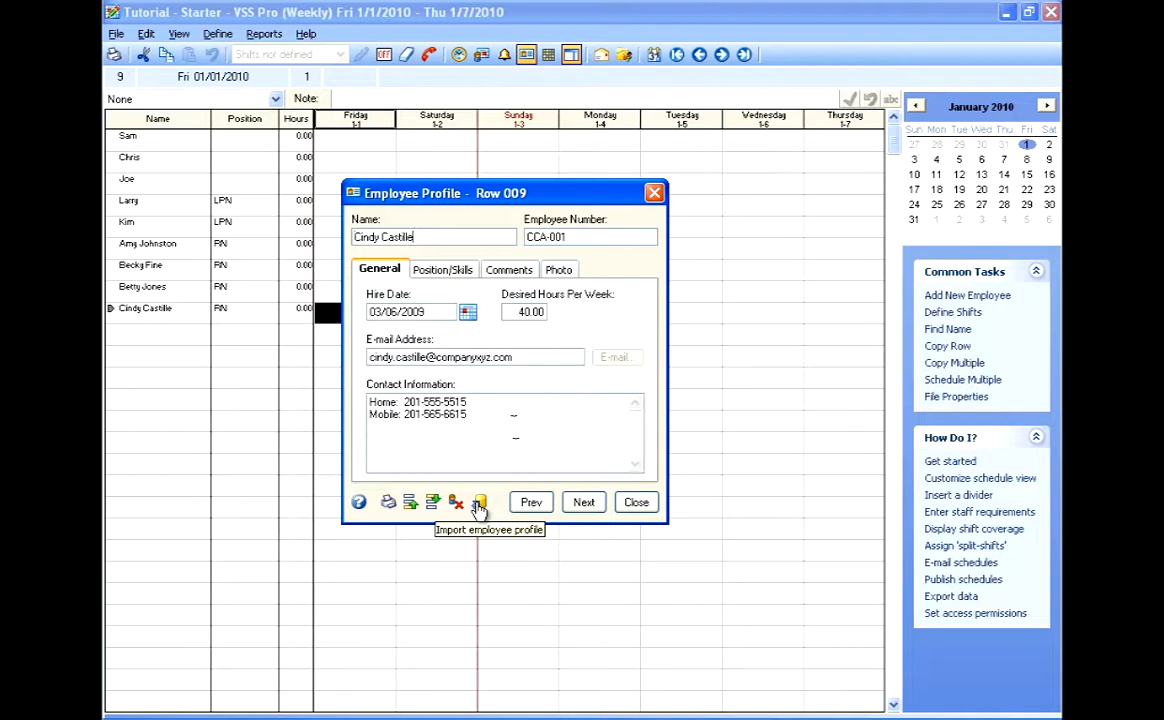 Tutorial - Starter - VSS Pro (Weekly) Fri 1/1/2010 - Thu 1/7/2010
File Edit View Define Reports Help
Shifts not defined OFF
9 Fri 01/01/2010 1
None Note: abc
Name Position Hours Friday Saturday Sunday Monday Tuesday Wednesday Thursday
1-1 1-2 1-3 1-4 1-5 1-6 1-7
Sam 0.00
Chris 0.00
Joe 0.00
Larry LPN 0.00
Kim LPN 0.00
Amy Johnston RN 0.00
Becky Fine RN 0.00
Betty Jones RN 0.00
Cindy Castille RN 0.00
Employee Profile - Row 009
Name: Employee Number:
Cindy Castille CCA-001
General Position/Skills Comments Photo
Hire Date: Desired Hours Per Week:
03/06/2009 40.00
E-mail Address:
cindy.castille@companyxyz.com E-mail...
Contact Information:
Home: 201-555-5515
Mobile: 201-565-6615
Prev Next Close
Import employee profile
January 2010
Sun Mon Tue Wed Thu Fri Sat
27 28 29 30 31 1 2
3 4 5 6 7 8 9
10 11 12 13 14 15 16
17 18 19 20 21 22 23
24 25 26 27 28 29 30
31 1 2 3 4 5 6
Common Tasks
Add New Employee
Define Shifts
Find Name
Copy Row
Copy Multiple
Schedule Multiple
File Properties
How Do I?
Get started
Customize schedule view
Insert a divider
Enter staff requirements
Display shift coverage
Assign 'split-shifts'
E-mail schedules
Publish schedules
Export data
Set access permissions